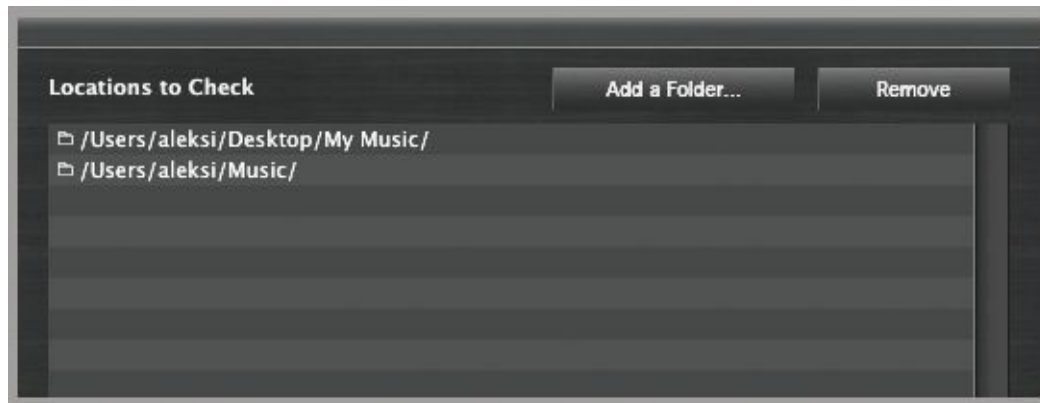 Locations to Check
Add a Folder...
Remove
/Users/aleksi/Desktop/My Music/
/Users/aleksi/Music/